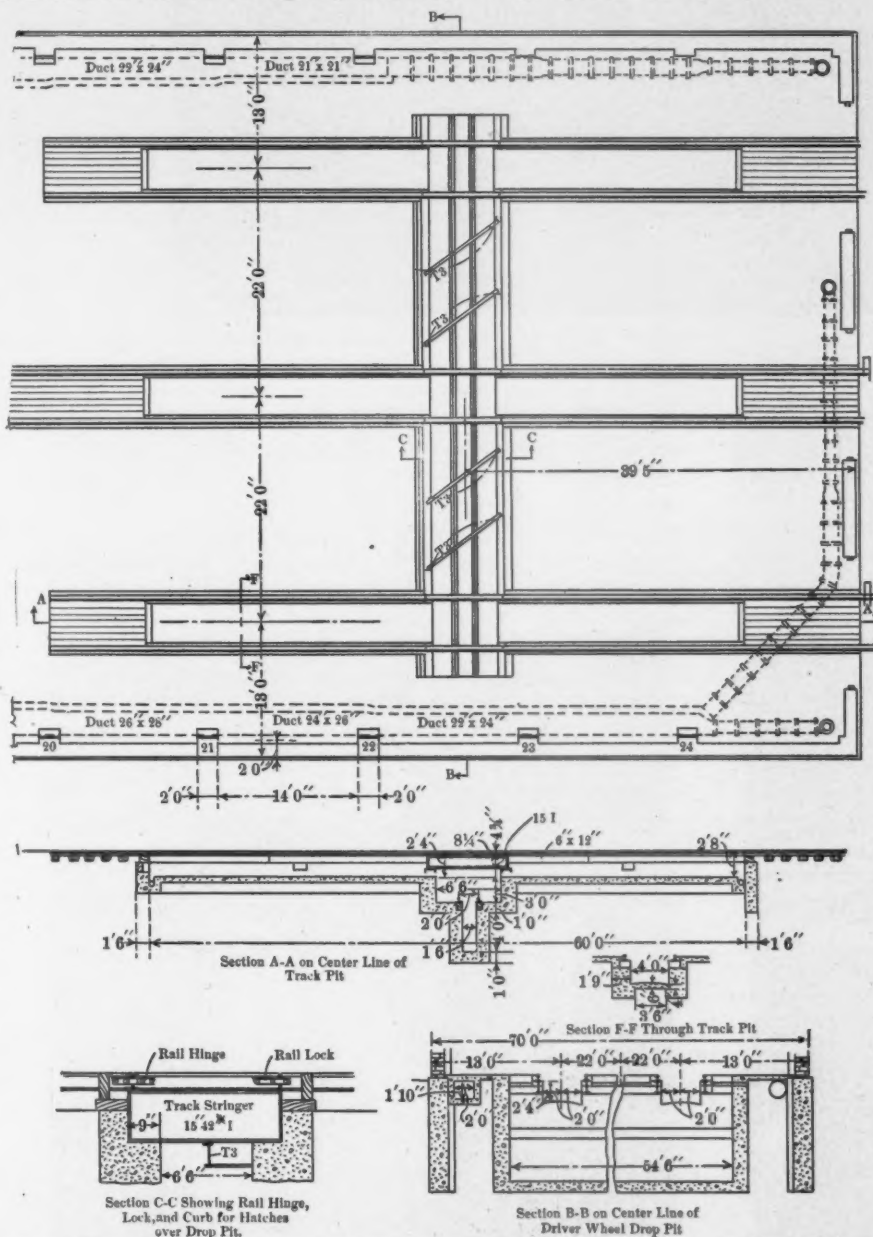 B
Duct 22"x 24"
Duct 21"x 21"
13'0"
22'0"
T3
T3
C
C
39'5"
22'0"
T3
T3
A
F
A
F
13'0"
Duct 26"x 28"
Duct 24"x 26"
Duct 22"x 24"
20
21
22
23
24
2'0"
B
2'0"
14'0"
2'0"
2'4"
8¼"
4¾"
15 I
6"x 12"
2'8"
6'6"
3'0"
2'0"
1'0"
1'6"
60'0"
1'6"
1'6
1'0"
Section A-A on Center Line of
Track Pit
4'0"
1'9"
6"
3'6"
Section F-F Through Track Pit
70'0"
Rail Hinge
Rail Lock
13'0"
22'0"
22'0"
13'0"
Track Stringer
15"42# I
9"
T3
6'6"
1'10"
2'0"
2'4"
2'0"
2'0"
54'6"
Section C-C Showing Rail Hinge,
Lock, and Curb for Hatches
over Drop Pit.
Section B-B on Center Line of
Driver Wheel Drop Pit